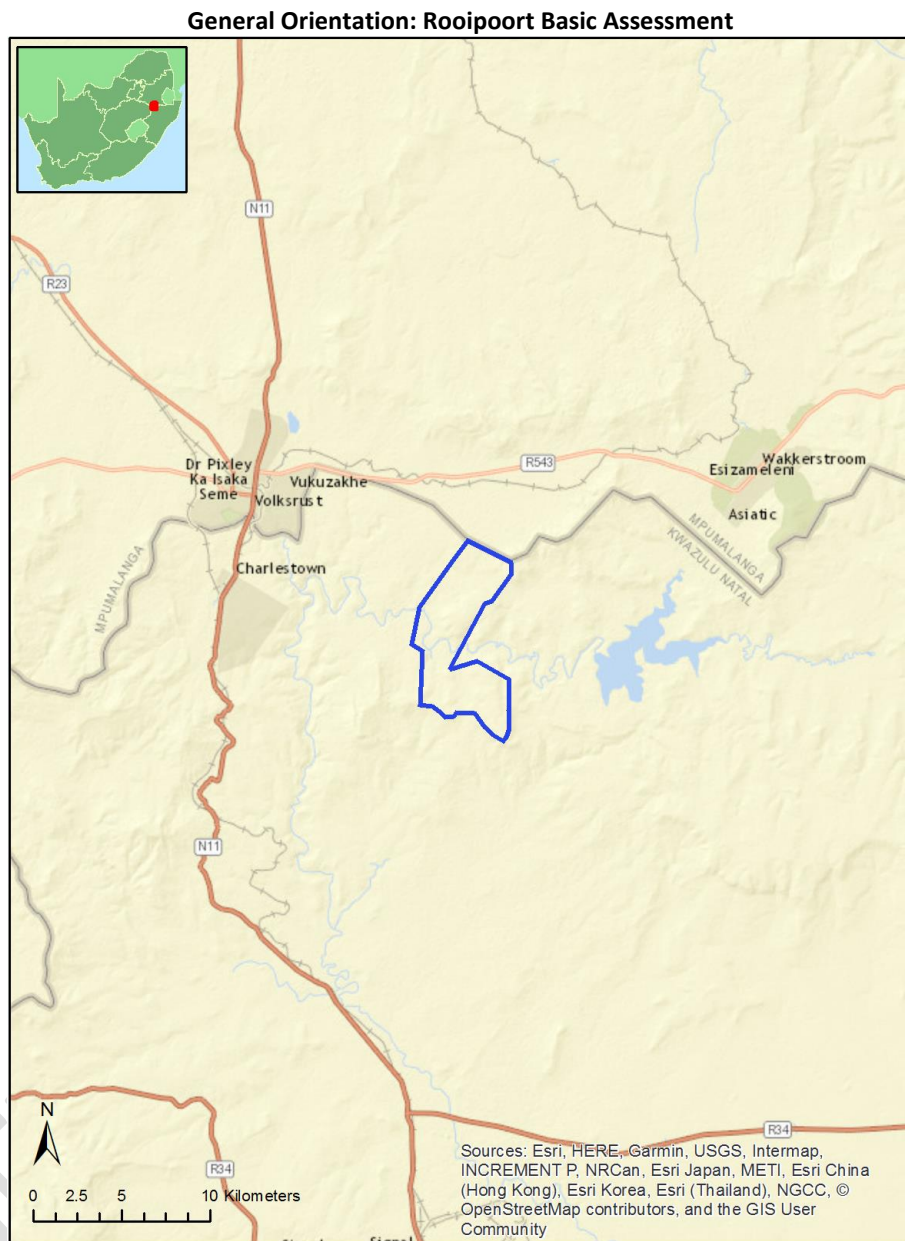 General Orientation: Rooipoort Basic Assessment
N11
R23
R543
Dr Pixley
Ka Isaka
Seme
Vukuzakhe
Volksrust
Esizameleni
Wakkerstroom
Asiatic
MPUMALANGA
KWAZULU NATAL
MPUMALANGA
Charlestown
N11
R34
R34
N
0 2.5 5 10 Kilometers
Sources: Esri, HERE, Garmin, USGS, Intermap,
INCREMENT P, NRCan, Esri Japan, METI, Esri China
(Hong Kong), Esri Korea, Esri (Thailand), NGCC, ©
OpenStreetMap contributors, and the GIS User
Community